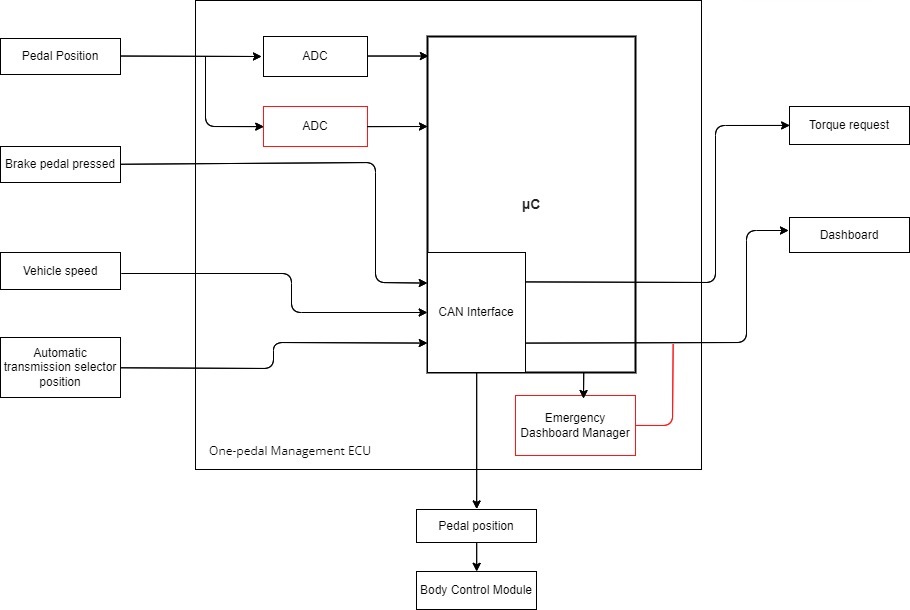 Pedal Position
ADC
ADC
Torque request
Brake pedal pressed
µC
Dashboard
Vehicle speed
CAN Interface
Automatic
transmission selector
position
Emergency
Dashboard Manager
One-pedal Management ECU
Pedal position
Body Control Module